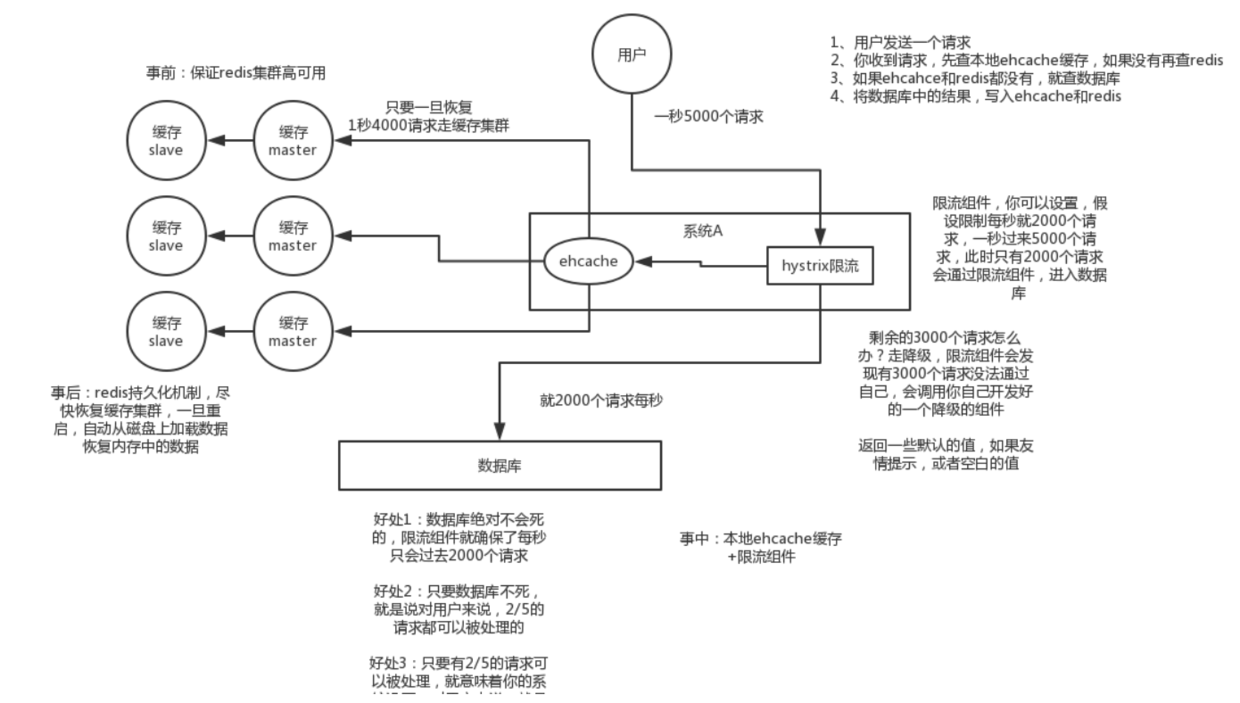 用户
1、用户发送一个请求
2、你收到请求，先查本地ehcache缓存，如果没有再查redis
3、如果ehcahce和redis都没有，就查数据库
4、将数据库中的结果，写入ehcache和redis
事前：保证redis集群高可用
只要一旦恢复
1秒4000请求走缓存集群
一秒5000个请求
缓存
slave
缓存
master
缓存
slave
缓存
master
缓存
slave
缓存
master
系统A
ehcache
hystrix限流
限流组件，你可以设置，假
设限制每秒就2000个请
求，一秒过来5000个请
求，此时只有2000个请求
会通过限流组件，进入数据
库
剩余的3000个请求怎么
办？走降级，限流组件会发
现有3000个请求没法通过
自己，会调用你自己开发好
的一个降级的组件
返回一些默认的值，如果友
情提示，或者空白的值
事后：redis持久化机制，尽
快恢复缓存集群，一旦重
启，自动从磁盘上加载数据
恢复内存中的数据
就2000个请求每秒
数据库
好处1：数据库绝对不会死
的，限流组件就确保了每秒
只会过去2000个请求
好处2：只要数据库不死，
就是说对用户来说，2/5的
请求都可以被处理的
好处3：只要有2/5的请求可
以被处理，就意味着你的系
事中：本地ehcache缓存
+限流组件